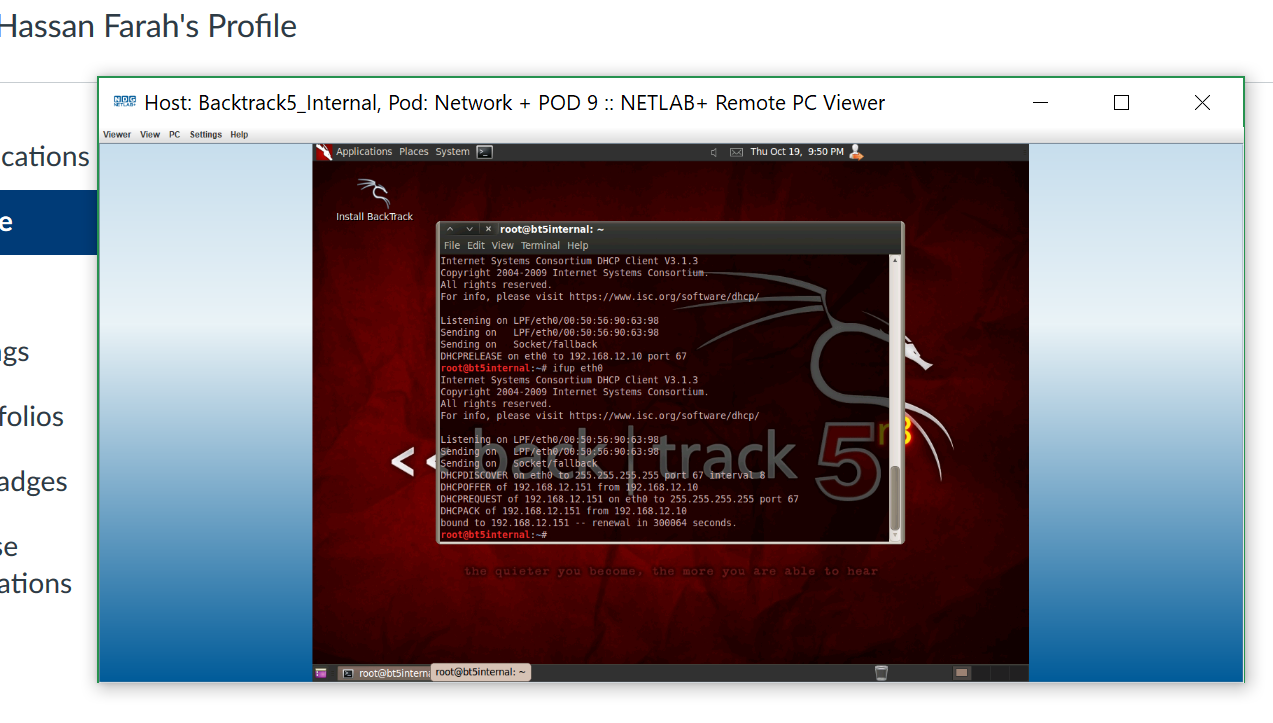 Hassan Farah's Profile
NDG
NETLAB+
Host: Backtrack5_Internal, Pod: Network + POD 9 :: NETLAB+ Remote PC Viewer
Viewer View PC Settings Help
cations
e
gs
folios
adges
se
ations
Applications Places System Thu Oct 19, 9:50 PM
Install BackTrack
root@bt5internal: ~
File Edit View Terminal Help
Internet Systems Consortium DHCP Client V3.1.3
Copyright 2004-2009 Internet Systems Consortium.
All rights reserved.
For info, please visit https://www.isc.org/software/dhcp/
Listening on LPF/eth0/00:50:56:90:63:98
Sending on   LPF/eth0/00:50:56:90:63:98
Sending on   Socket/fallback
DHCPRELEASE on eth0 to 192.168.12.10 port 67
root@bt5internal:~# ifup eth0
Internet Systems Consortium DHCP Client V3.1.3
Copyright 2004-2009 Internet Systems Consortium.
All rights reserved.
For info, please visit https://www.isc.org/software/dhcp/
Listening on LPF/eth0/00:50:56:90:63:98
Sending on   LPF/eth0/00:50:56:90:63:98
Sending on   Socket/fallback
DHCPDISCOVER on eth0 to 255.255.255.255 port 67 interval 8
DHCPOFFER of 192.168.12.151 from 192.168.12.10
DHCPREQUEST of 192.168.12.151 on eth0 to 255.255.255.255 port 67
DHCPACK of 192.168.12.151 from 192.168.12.10
bound to 192.168.12.151 -- renewal in 300064 seconds.
root@bt5internal:~#
<< back | track 5
the quieter you become, the more you are able to hear
root@bt5interna root@bt5internal: ~